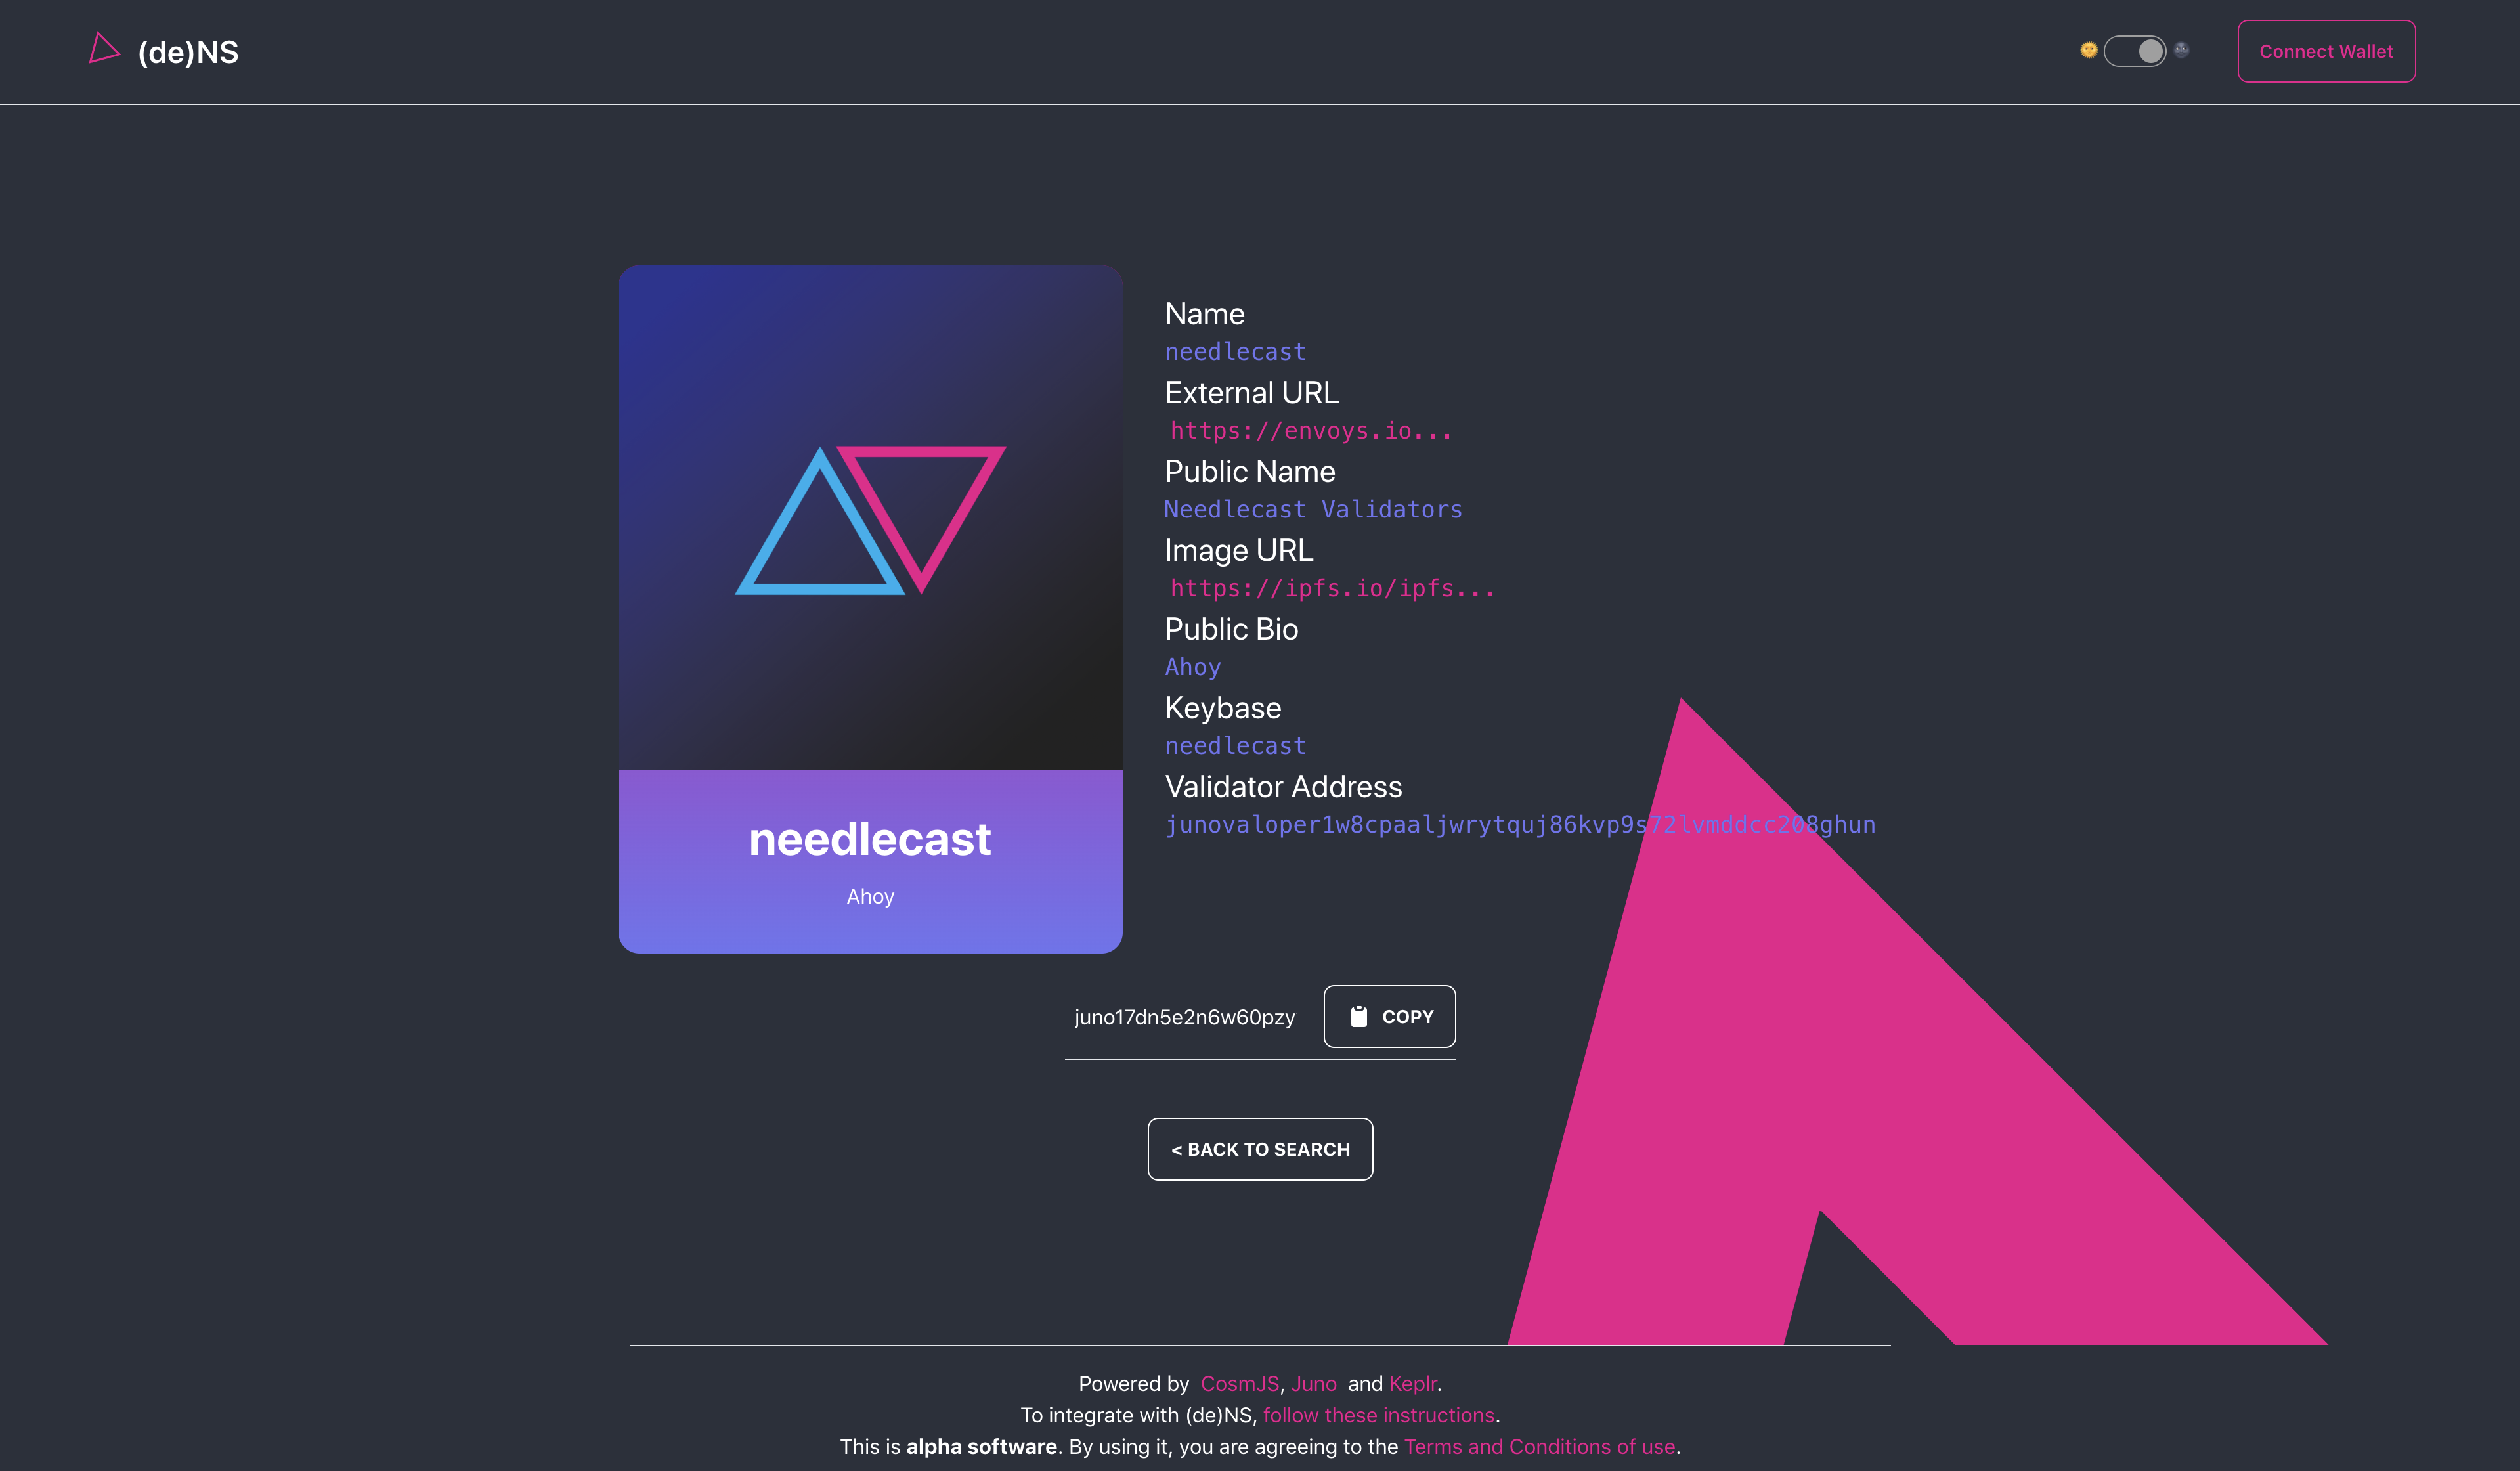 (de)NS
Connect Wallet
needlecast
Ahoy
Name
needlecast
External URL
https://envoys.io...
Public Name
Needlecast Validators
Image URL
https://ipfs.io/ipfs...
Public Bio
Ahoy
Keybase
needlecast
Validator Address
junovaloper1w8cpaaljwrytquj86kvp9s72lvmddcc208ghun
juno17dn5e2n6w60pzy
COPY
< BACK TO SEARCH
Powered by CosmJS, Juno and Keplr.
To integrate with (de)NS, follow these instructions.
This is alpha software. By using it, you are agreeing to the Terms and Conditions of use.